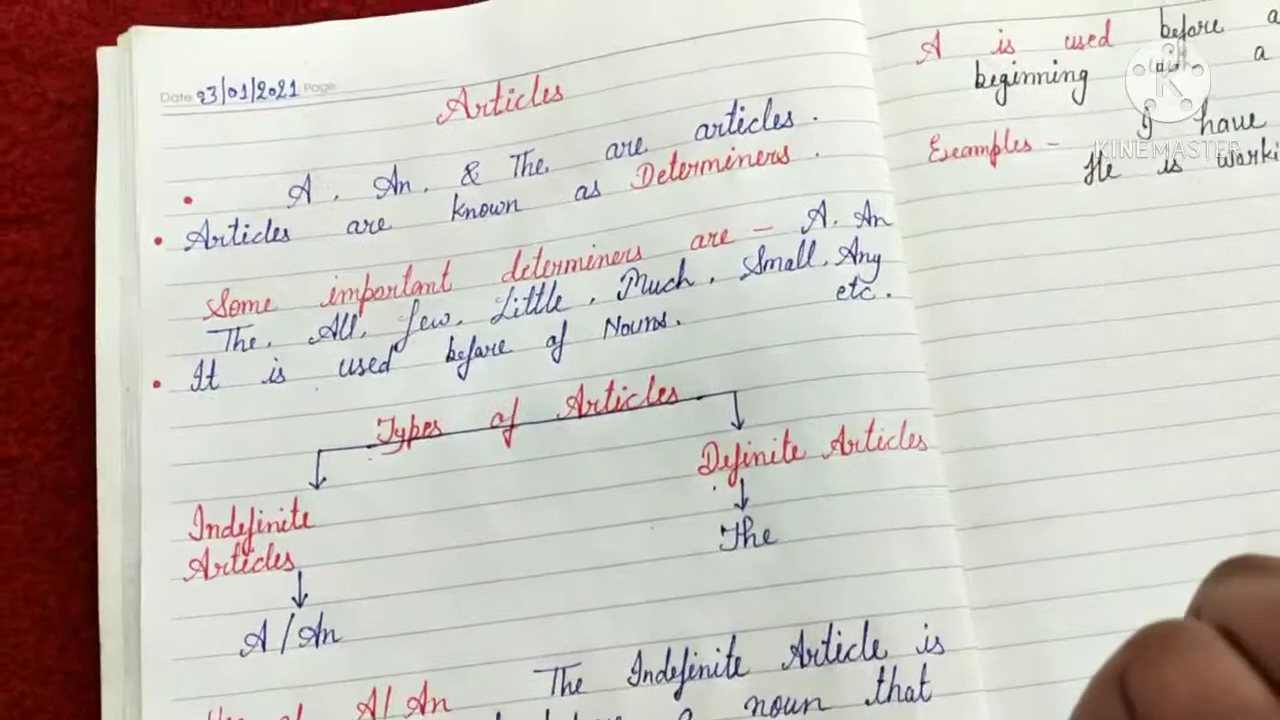 Date 23/01/2021 Page
Articles
A, An, & The are articles.
Articles are known as Determiners.
Some important determiners are - A, An
The, All, few, Little, Much, Small, Any
etc.
It is used before of Nouns.
Types of Articles
Indefinite
Articles
A/An
Definite Articles
The
A/An The Indefinite Article is
a noun that
A is used before a
beginning a
Examples - I have
He is worki
KINEMASTER